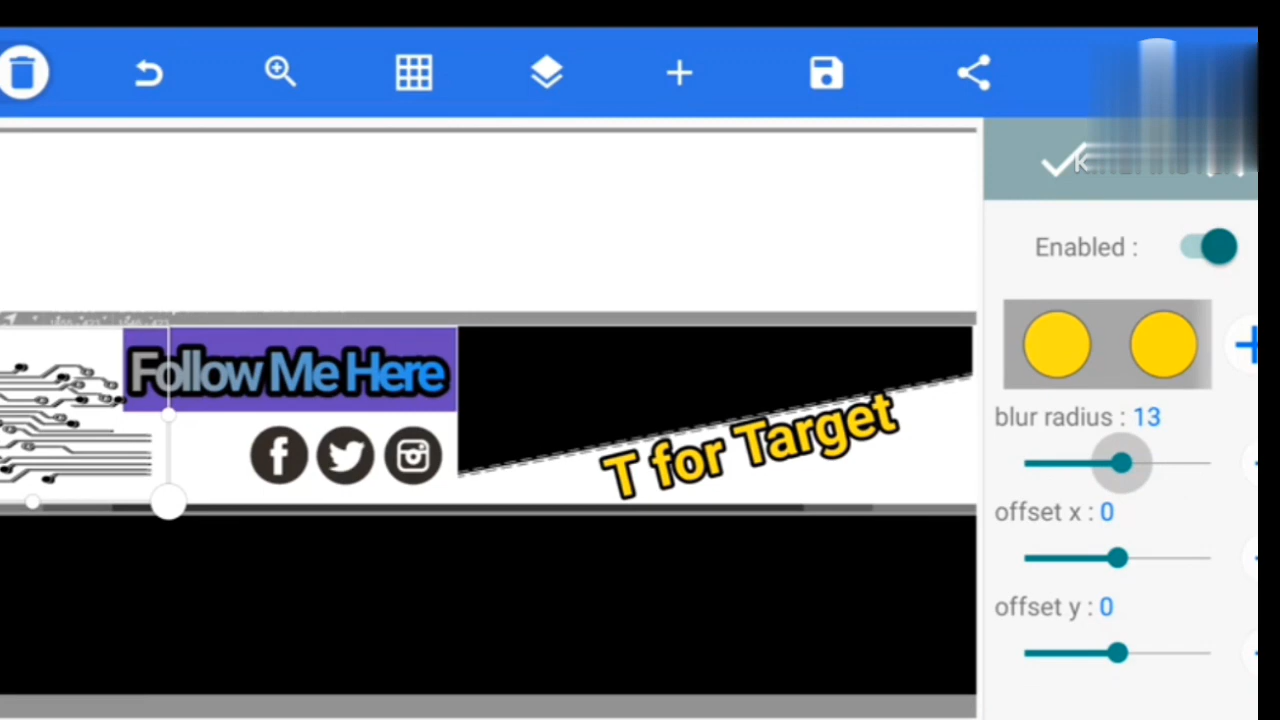 Enabled :
Follow Me Here
T for Target
blur radius : 13
offset x : 0
offset y : 0